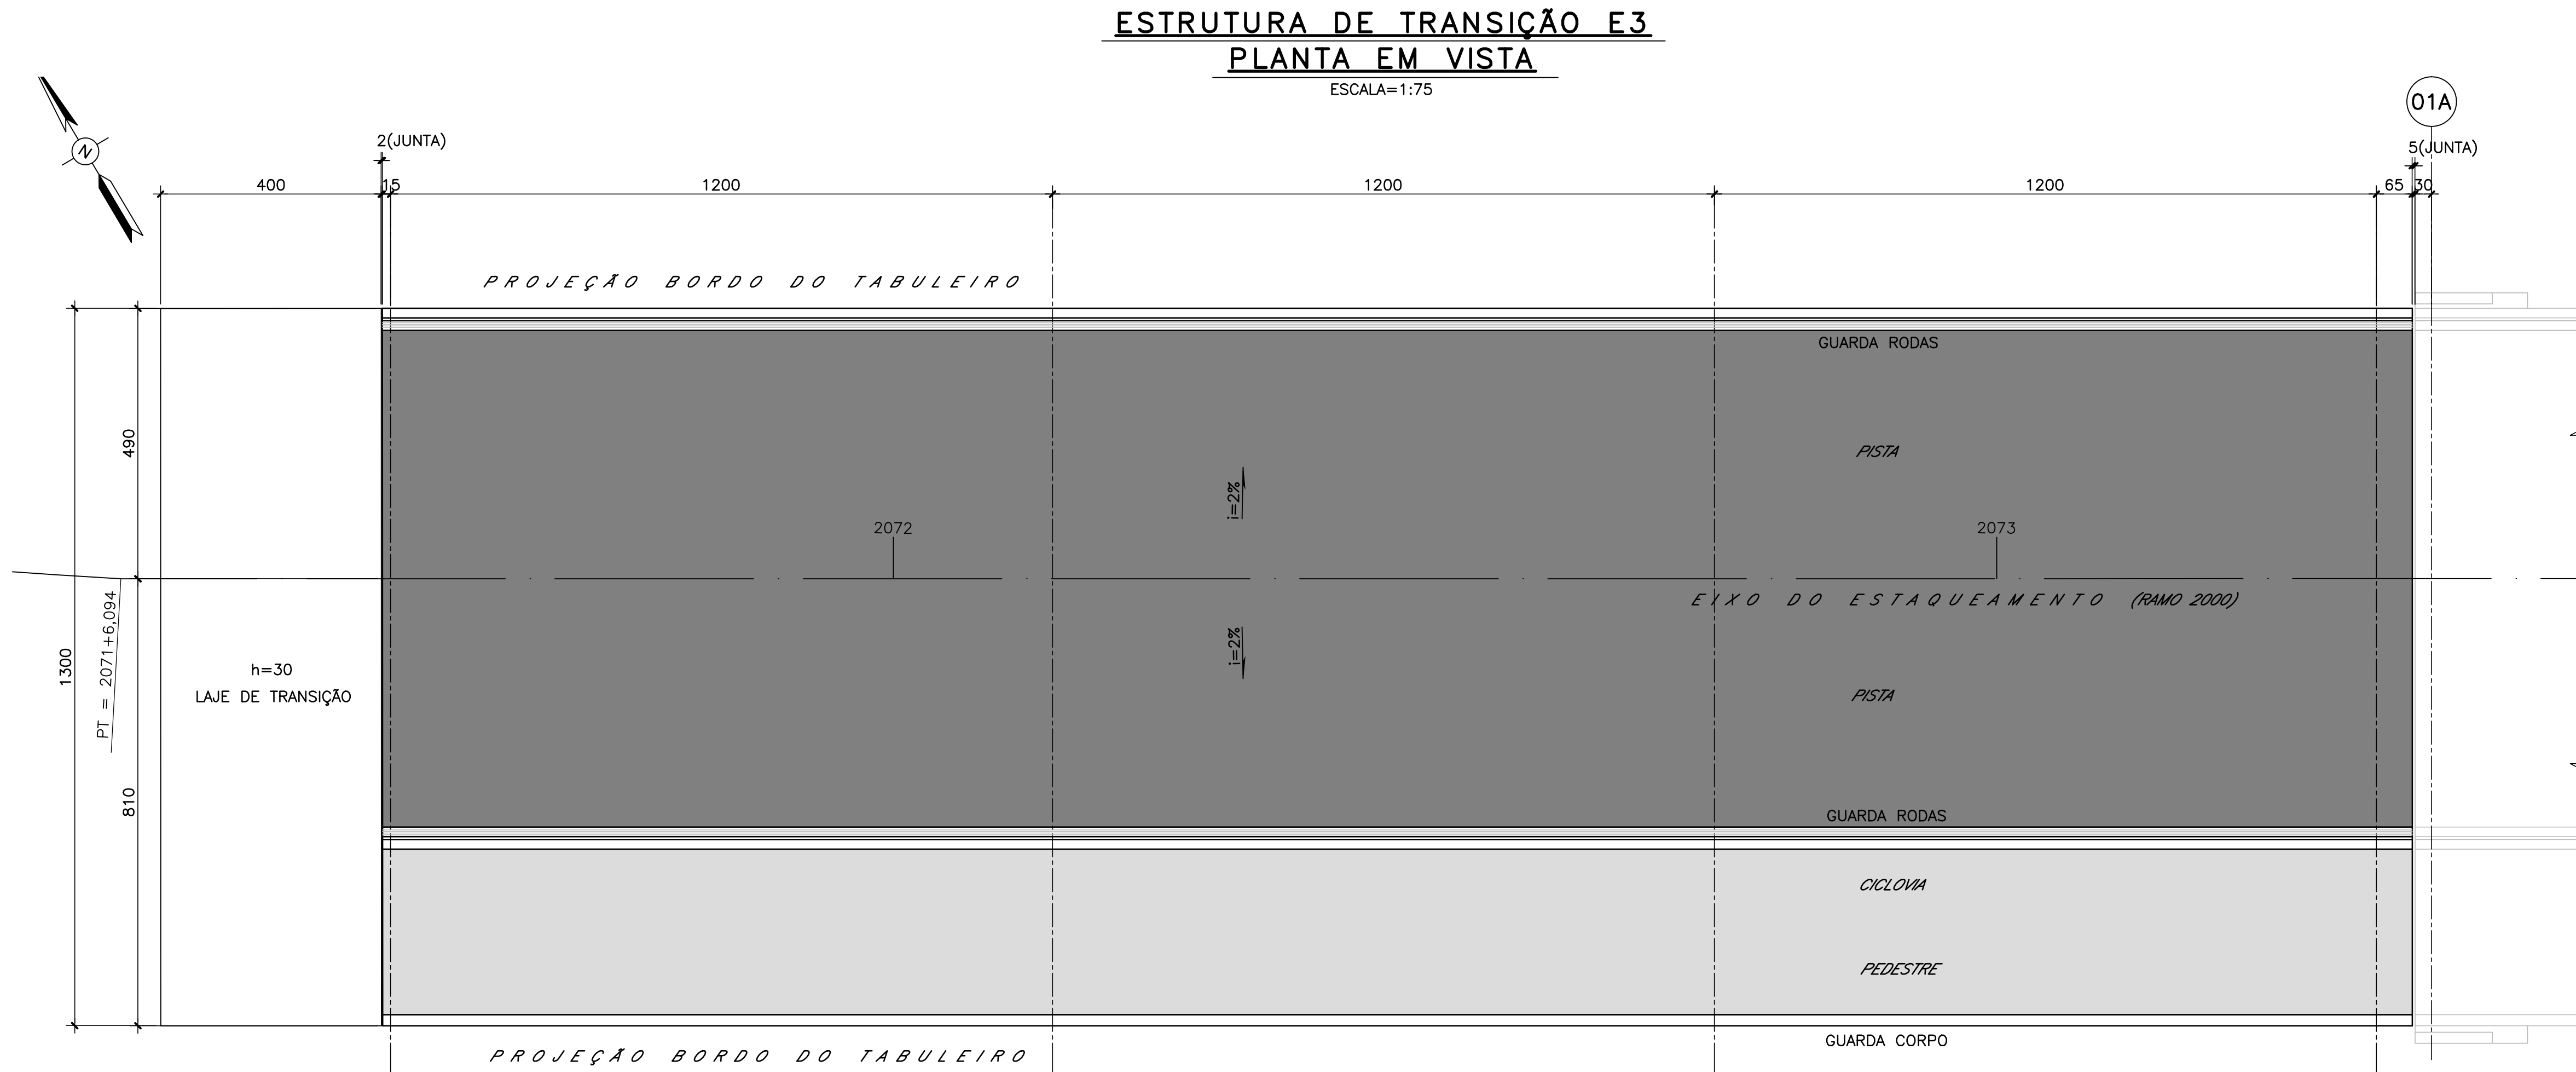 ESTRUTURA DE TRANSIÇÃO E3
PLANTA EM VISTA
ESCALA=1:75
01A
N
2(JUNTA)
5(JUNTA)
400
15
1200
1200
1200
65
30
PROJEÇÃO BORDO DO TABULEIRO
GUARDA RODAS
490
PISTA
i=2%
2072
2073
EIXO DO ESTAQUEAMENTO (RAMO 2000)
PT = 2071+6,094
1300
i=2%
h=30
LAJE DE TRANSIÇÃO
PISTA
810
GUARDA RODAS
CICLOVIA
PEDESTRE
GUARDA CORPO
PROJEÇÃO BORDO DO TABULEIRO